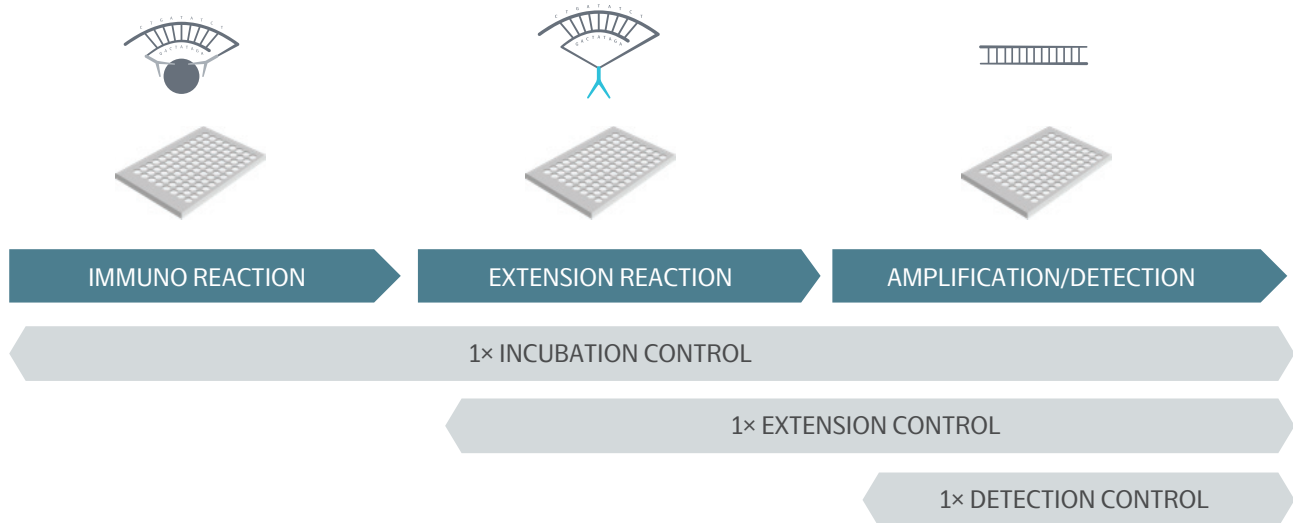 IMMUNO REACTION
EXTENSION REACTION
AMPLIFICATION/DETECTION
1× INCUBATION CONTROL
1× EXTENSION CONTROL
1× DETECTION CONTROL